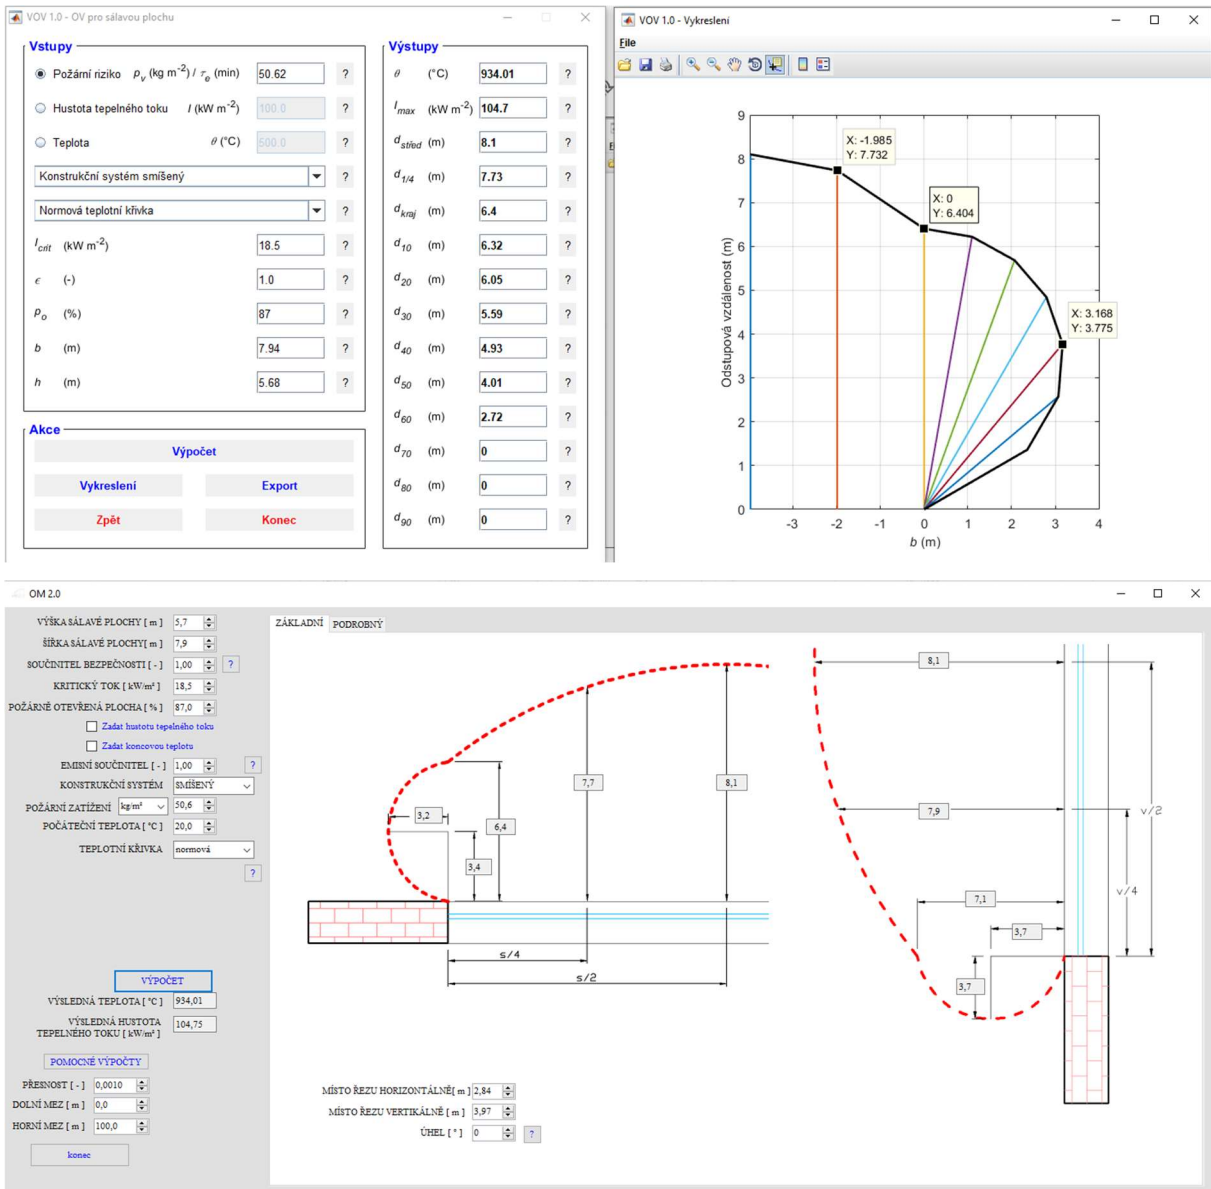 VOV 1.0 - OV pro sálavou plochu
Vstupy
Požární riziko p_v (kg m^-2) / τ_e (min) 50.62 ?
Hustota tepelného toku I (kW m^-2) 100.0 ?
Teplota θ (°C) 500.0 ?
Konstrukční systém smíšený ?
Normová teplotní křivka ?
I_crit (kW m^-2) 18.5 ?
ϵ (-) 1.0 ?
p_o (%) 87 ?
b (m) 7.94 ?
h (m) 5.68 ?
Akce
Výpočet
Vykreslení Export
Zpět Konec
Výstupy
θ (°C) 934.01 ?
I_max (kW m^-2) 104.7 ?
d_střed (m) 8.1 ?
d_1/4 (m) 7.73 ?
d_kraj (m) 6.4 ?
d_10 (m) 6.32 ?
d_20 (m) 6.05 ?
d_30 (m) 5.59 ?
d_40 (m) 4.93 ?
d_50 (m) 4.01 ?
d_60 (m) 2.72 ?
d_70 (m) 0 ?
d_80 (m) 0 ?
d_90 (m) 0 ?
VOV 1.0 - Vykreslení
File
Odstupová vzdálenost (m)
9
8
7
6
5
4
3
2
1
0
X: -1.985
Y: 7.732
X: 0
Y: 6.404
X: 3.168
Y: 3.775
-3 -2 -1 0 1 2 3 4
b (m)
OM 2.0
VÝŠKA SÁLAVÉ PLOCHY [ m ] 5,7
ŠÍŘKA SÁLAVÉ PLOCHY[ m ] 7,9
SOUČINITEL BEZPEČNOSTI [ - ] 1,00 ?
KRITICKÝ TOK [ kW/m² ] 18,5
POŽÁRNĚ OTEVŘENÁ PLOCHA [ % ] 87,0
Zadat hustotu tepelného toku
Zadat koncovou teplotu
EMISNÍ SOUČINITEL [ - ] 1,00 ?
KONSTRUKČNÍ SYSTÉM SMÍŠENÝ
POŽÁRNÍ ZATÍŽENÍ kg/m² 50,6
POČÁTEČNÍ TEPLOTA [ °C ] 20,0
TEPLOTNÍ KŘIVKA normová
?
VÝPOČET
VÝSLEDNÁ TEPLOTA [ °C ] 934,01
VÝSLEDNÁ HUSTOTA
TEPELNÉHO TOKU [ kW/m² ] 104,75
POMOCNÉ VÝPOČTY
PŘESNOST [ - ] 0,0010
DOLNÍ MEZ [ m ] 0,0
HORNÍ MEZ [ m ] 100,0
konec
ZÁKLADNÍ PODROBNÝ
3,2
6,4
3,4
7,7
8,1
s/4
s/2
8,1
7,9
7,1
3,7
3,7
v/2
v/4
MÍSTO ŘEZU HORIZONTÁLNĚ[ m ] 2,84
MÍSTO ŘEZU VERTIKÁLNĚ [ m ] 3,97
ÚHEL [ ° ] 0 ?